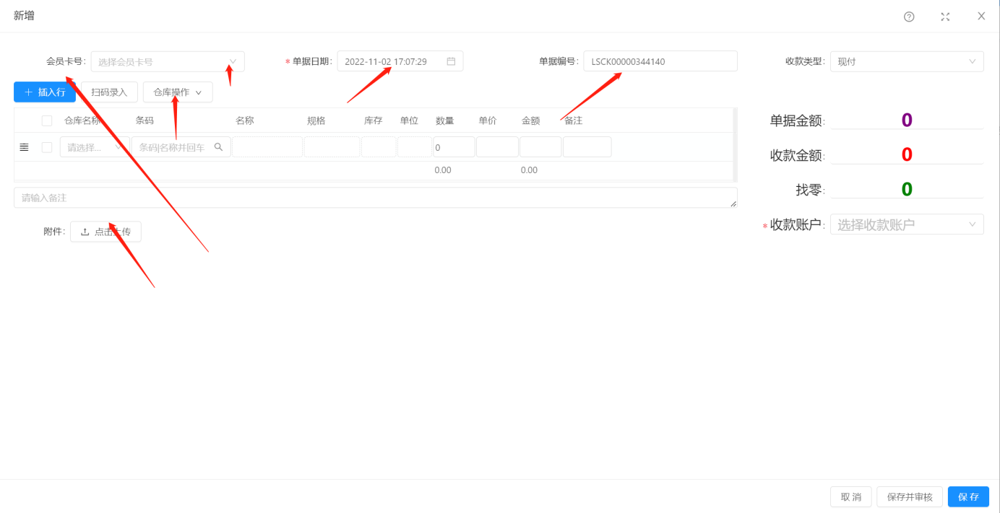 新增
会员卡号: 选择会员卡号 * 单据日期: 2022-11-02 17:07:29 单据编号: LSCK00000344140 收款类型: 现付
插入行 扫码录入 仓库操作
仓库名称 条码 名称 规格 库存 单位 数量 单价 金额 备注
请选择... 条码|名称并回车 0
0.00 0.00
请输入备注
附件: 点击上传
单据金额: 0
收款金额: 0
找零: 0
* 收款账户: 选择收款账户
取 消 保存并审核 保 存